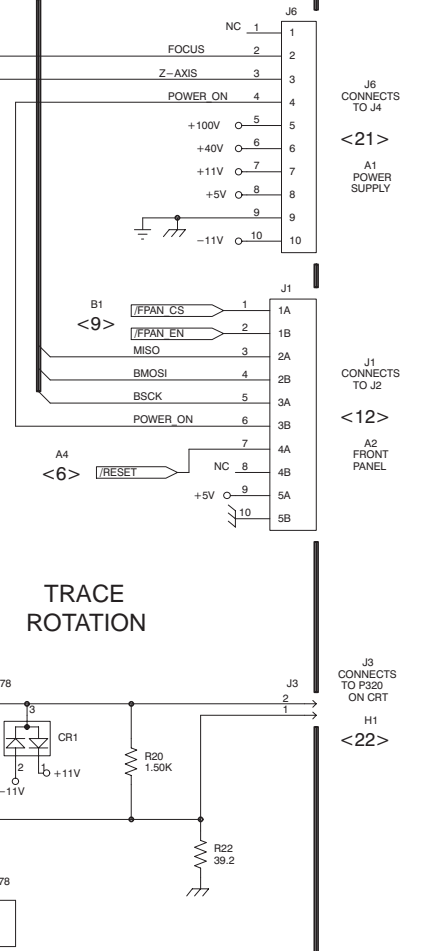 J6
NC 1 1
FOCUS 2 2
Z-AXIS 3 3
POWER_ON 4 4
+100V 5 5
+40V 6 6
+11V 7 7
+5V 8 8
9 9
-11V 10 10
J6
CONNECTS
TO J4
<21>
A1
POWER
SUPPLY
J1
B1
<9>
/FPAN_CS 1 1A
/FPAN_EN 2 1B
MISO 3 2A
BMOSI 4 2B
BSCK 5 3A
POWER_ON 6 3B
A4
<6>
/RESET 7 4A
NC 8 4B
+5V 9 5A
10 5B
J1
CONNECTS
TO J2
<12>
A2
FRONT
PANEL
TRACE
ROTATION
78
3
CR1
2 1
+11V
-11V
R20
1.50K
J3
2
1
J3
CONNECTS
TO P320
ON CRT
H1
<22>
R22
39.2
78